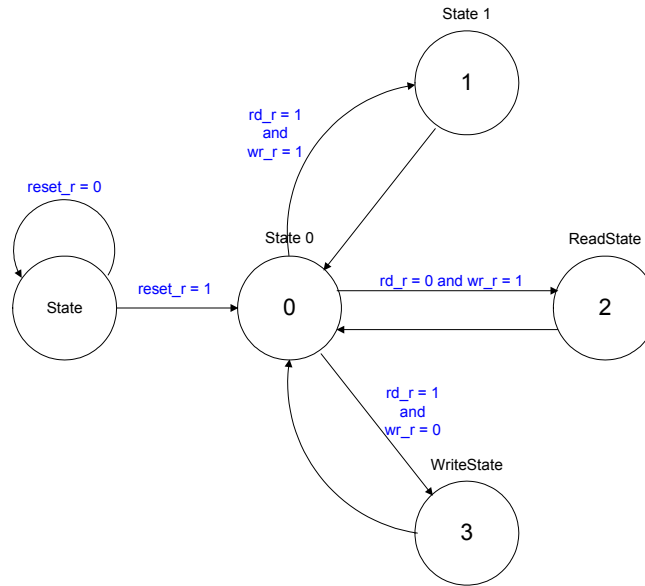 State 1
1
rd_r = 1
and
wr_r = 1
reset_r = 0
State 0
ReadState
State
reset_r = 1
0
rd_r = 0 and wr_r = 1
2
rd_r = 1
and
wr_r = 0
WriteState
3